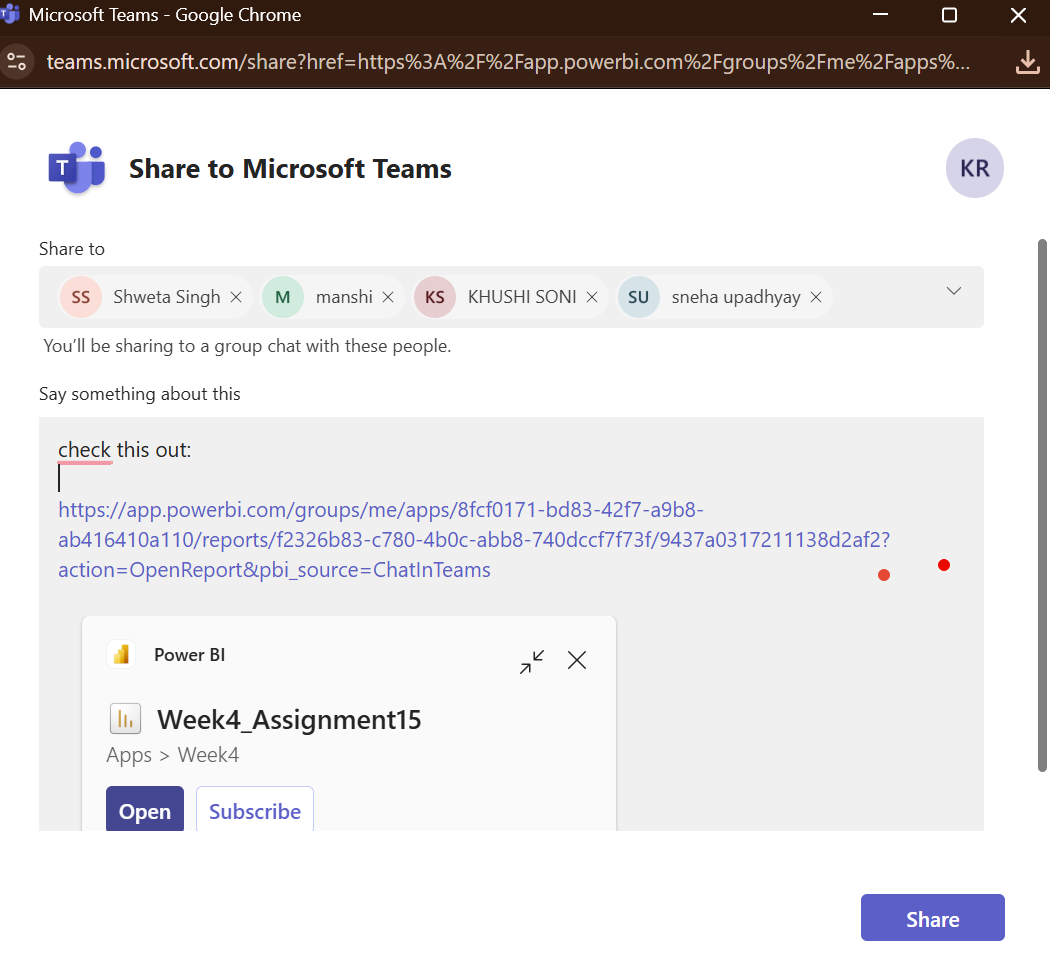 Microsoft Teams - Google Chrome
teams.microsoft.com/share?href=https%3A%2F%2Fapp.powerbi.com%2Fgroups%2Fme%2Fapps%...
T Share to Microsoft Teams KR
Share to
SS Shweta Singh M manshi KS KHUSHI SONI SU sneha upadhyay
You'll be sharing to a group chat with these people.
Say something about this
check this out:
https://app.powerbi.com/groups/me/apps/8fcf0171-bd83-42f7-a9b8-
ab416410a110/reports/f2326b83-c780-4b0c-abb8-740dccf7f73f/9437a0317211138d2af2?
action=OpenReport&pbi_source=ChatInTeams
Power BI
Week4_Assignment15
Apps > Week4
Open Subscribe
Share